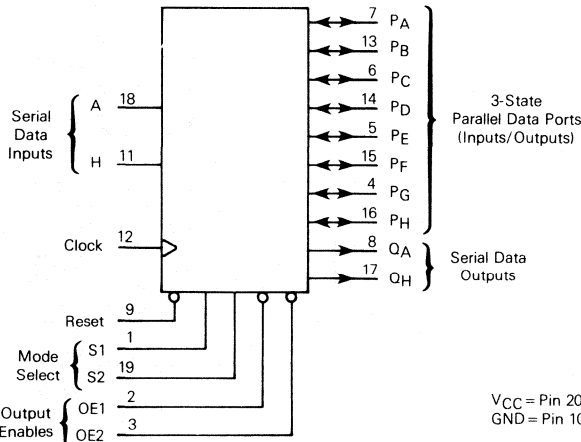 7 PA
13 PB
6 PC
14 PD
5 PE
15 PF
4 PG
16 PH
8 QA
17 QH
3-State
Parallel Data Ports
(Inputs/Outputs)
Serial Data
Outputs
Serial
Data
Inputs
A 18
H 11
Clock 12
Reset 9
Mode
Select
S1 1
S2 19
Output
Enables
OE1 2
OE2 3
VCC = Pin 20
GND = Pin 10